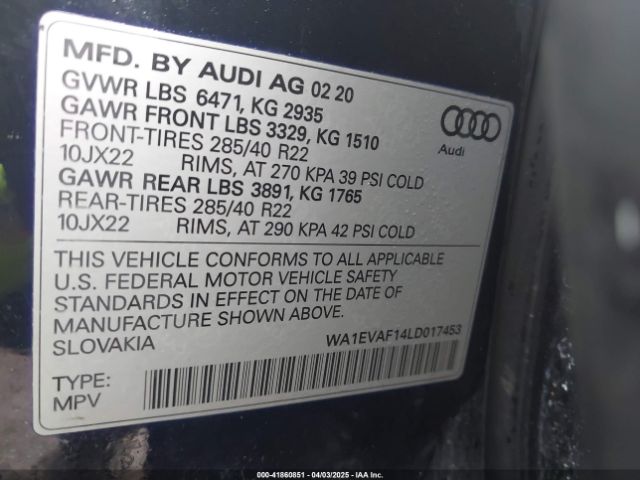 MFD. BY AUDI AG 02 20
GVWR LBS 6471, KG 2935
GAWR FRONT LBS 3329, KG 1510
FRONT-TIRES 285/40 R22
10JX22 RIMS, AT 270 KPA 39 PSI COLD
GAWR REAR LBS 3891, KG 1765
REAR-TIRES 285/40 R22
10JX22 RIMS, AT 290 KPA 42 PSI COLD
Audi
THIS VEHICLE CONFORMS TO ALL APPLICABLE
U.S. FEDERAL MOTOR VEHICLE SAFETY
STANDARDS IN EFFECT ON THE DATE OF
MANUFACTURE SHOWN ABOVE.
SLOVAKIA
WA1EVAF14LD017453
TYPE:
MPV
000-41860851 - 04/03/2025 - IAAI.com